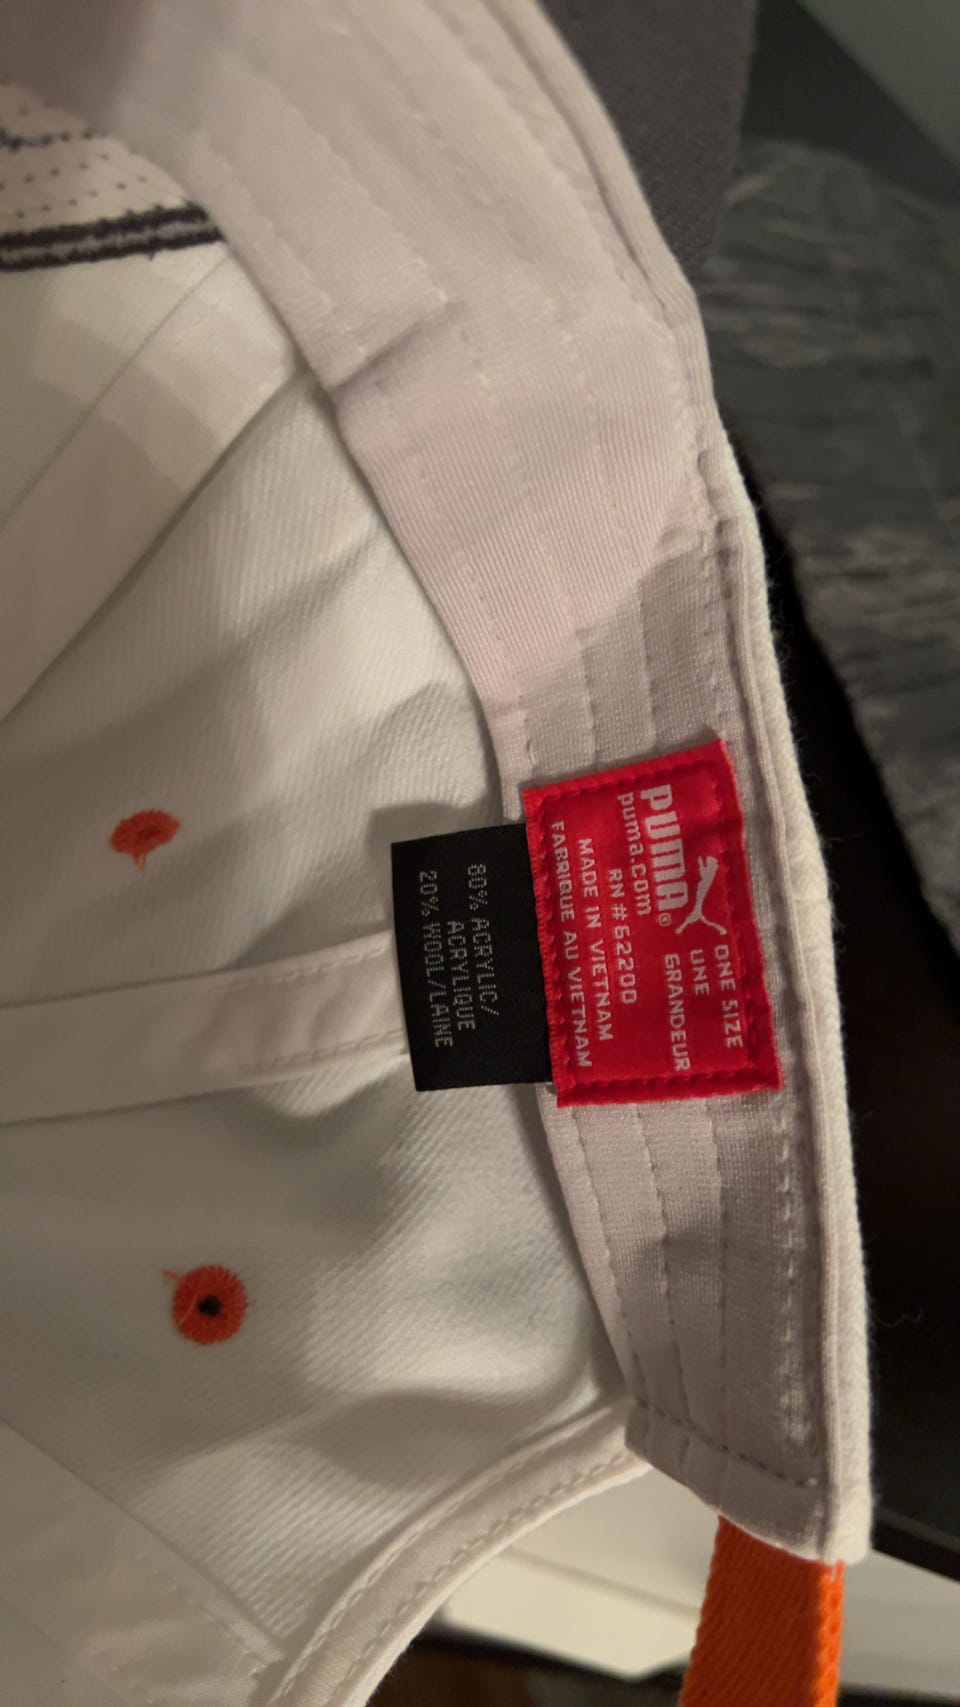 PUMA®
puma.com
ONE SIZE
UNE
GRANDEUR
RN #62200
MADE IN VIETNAM
FABRIQUE AU VIETNAM
80% ACRYLIC/
ACRYLIQUE
20% WOOL/LAINE